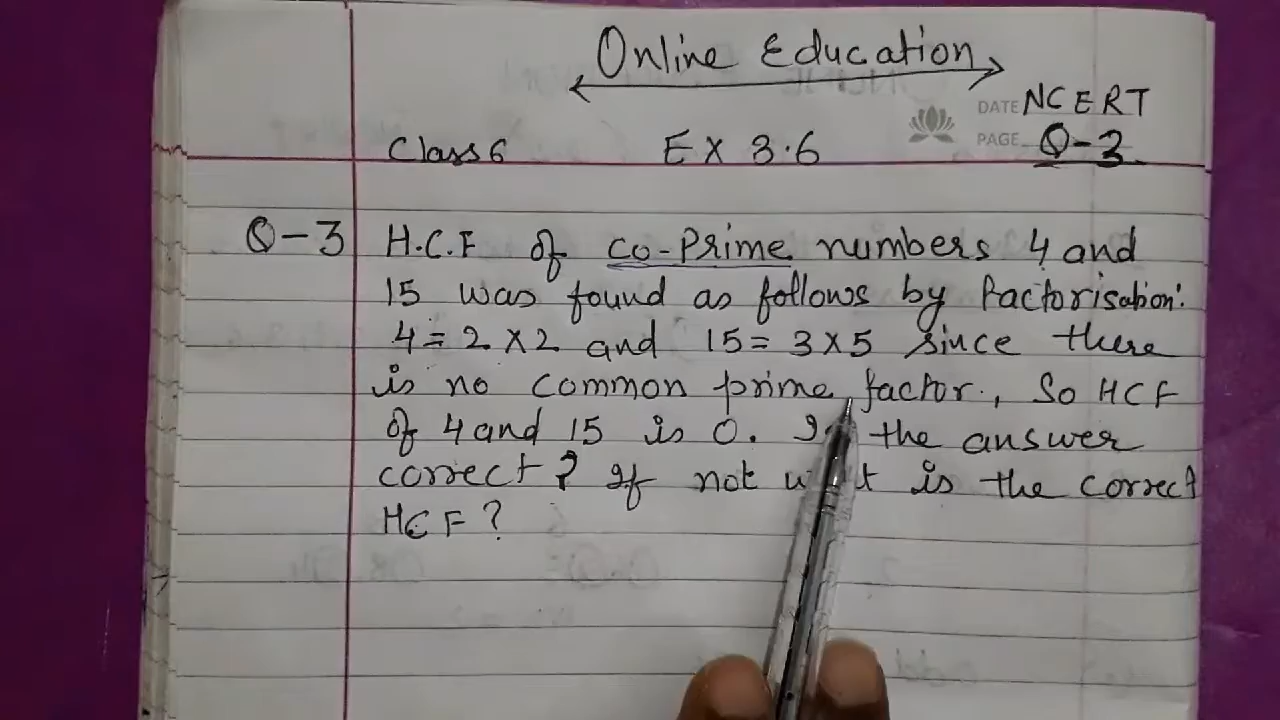 Online Education
DATE NCERT
PAGE Q-3
Class 6 Ex 3.6
Q-3 H.C.F of co-Prime numbers 4 and
15 was found as follows by factorisation:
4 = 2 X 2 and 15 = 3 X 5 since there
is no common prime factor, So HCF
of 4 and 15 is 0. the answer
correct? If not is the correct
HCF?